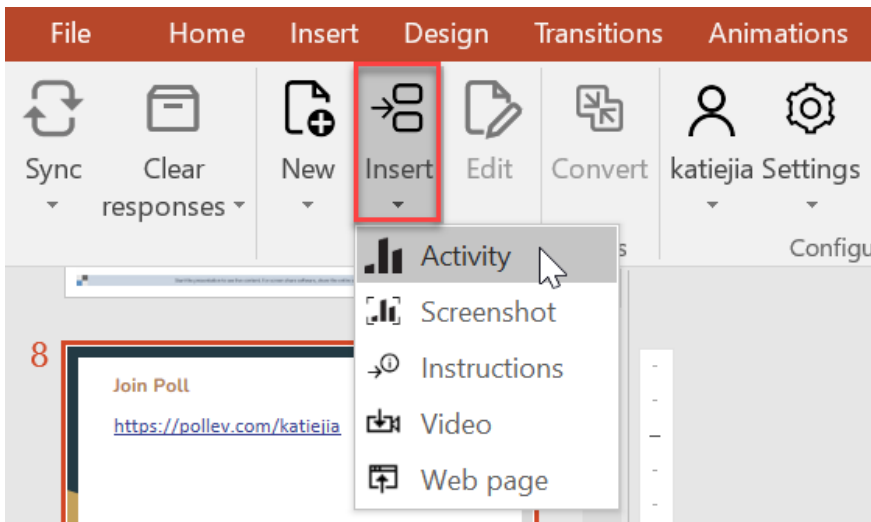 File Home Insert Design Transitions Animations
Sync Clear responses New Insert Edit Convert katiejia Settings
s Configu
Activity
Screenshot
Instructions
Video
Web page
8
Join Poll
https://pollev.com/katiejia